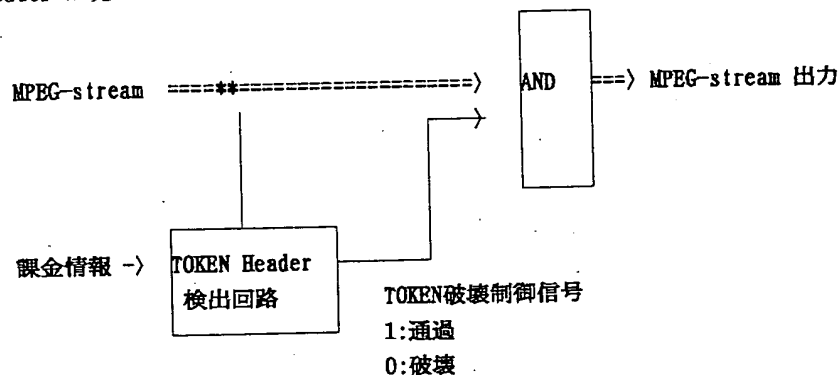 MPEG-stream ====**====================> AND ===> MPEG-stream 出力
課金情報 -> TOKEN Header
検出回路
TOKEN破壊制御信号
1:通過
0:破壊